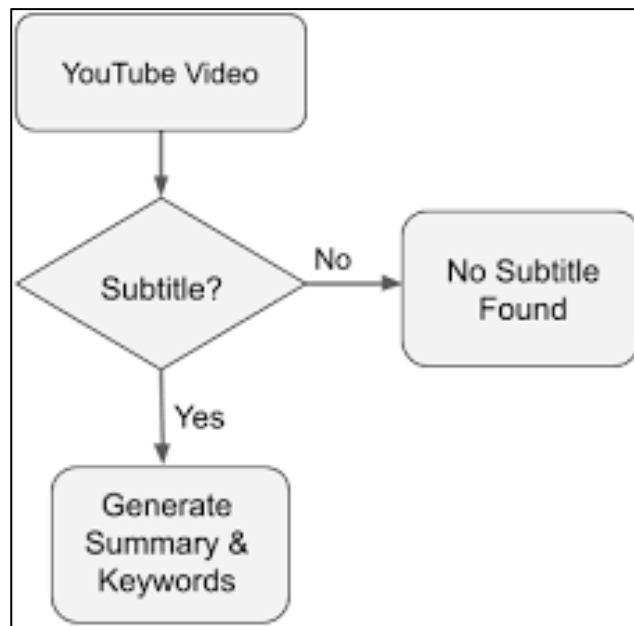 YouTube Video
Subtitle?
No
No Subtitle
Found
Yes
Generate
Summary &
Keywords